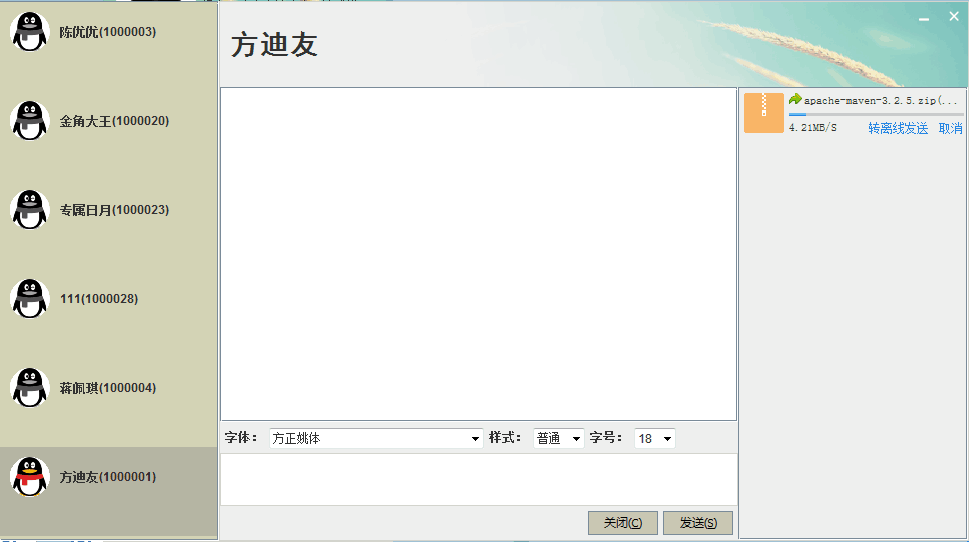 陈优优(1000003)
金角大王(1000020)
专属日月(1000023)
111(1000028)
蒋佩琪(1000004)
方迪友(1000001)
方迪友
apache-maven-3.2.5.zip(...
4.21MB/S 转离线发送 取消
字体： 方正姚体 样式： 普通 字号： 18
关闭(C) 发送(S)